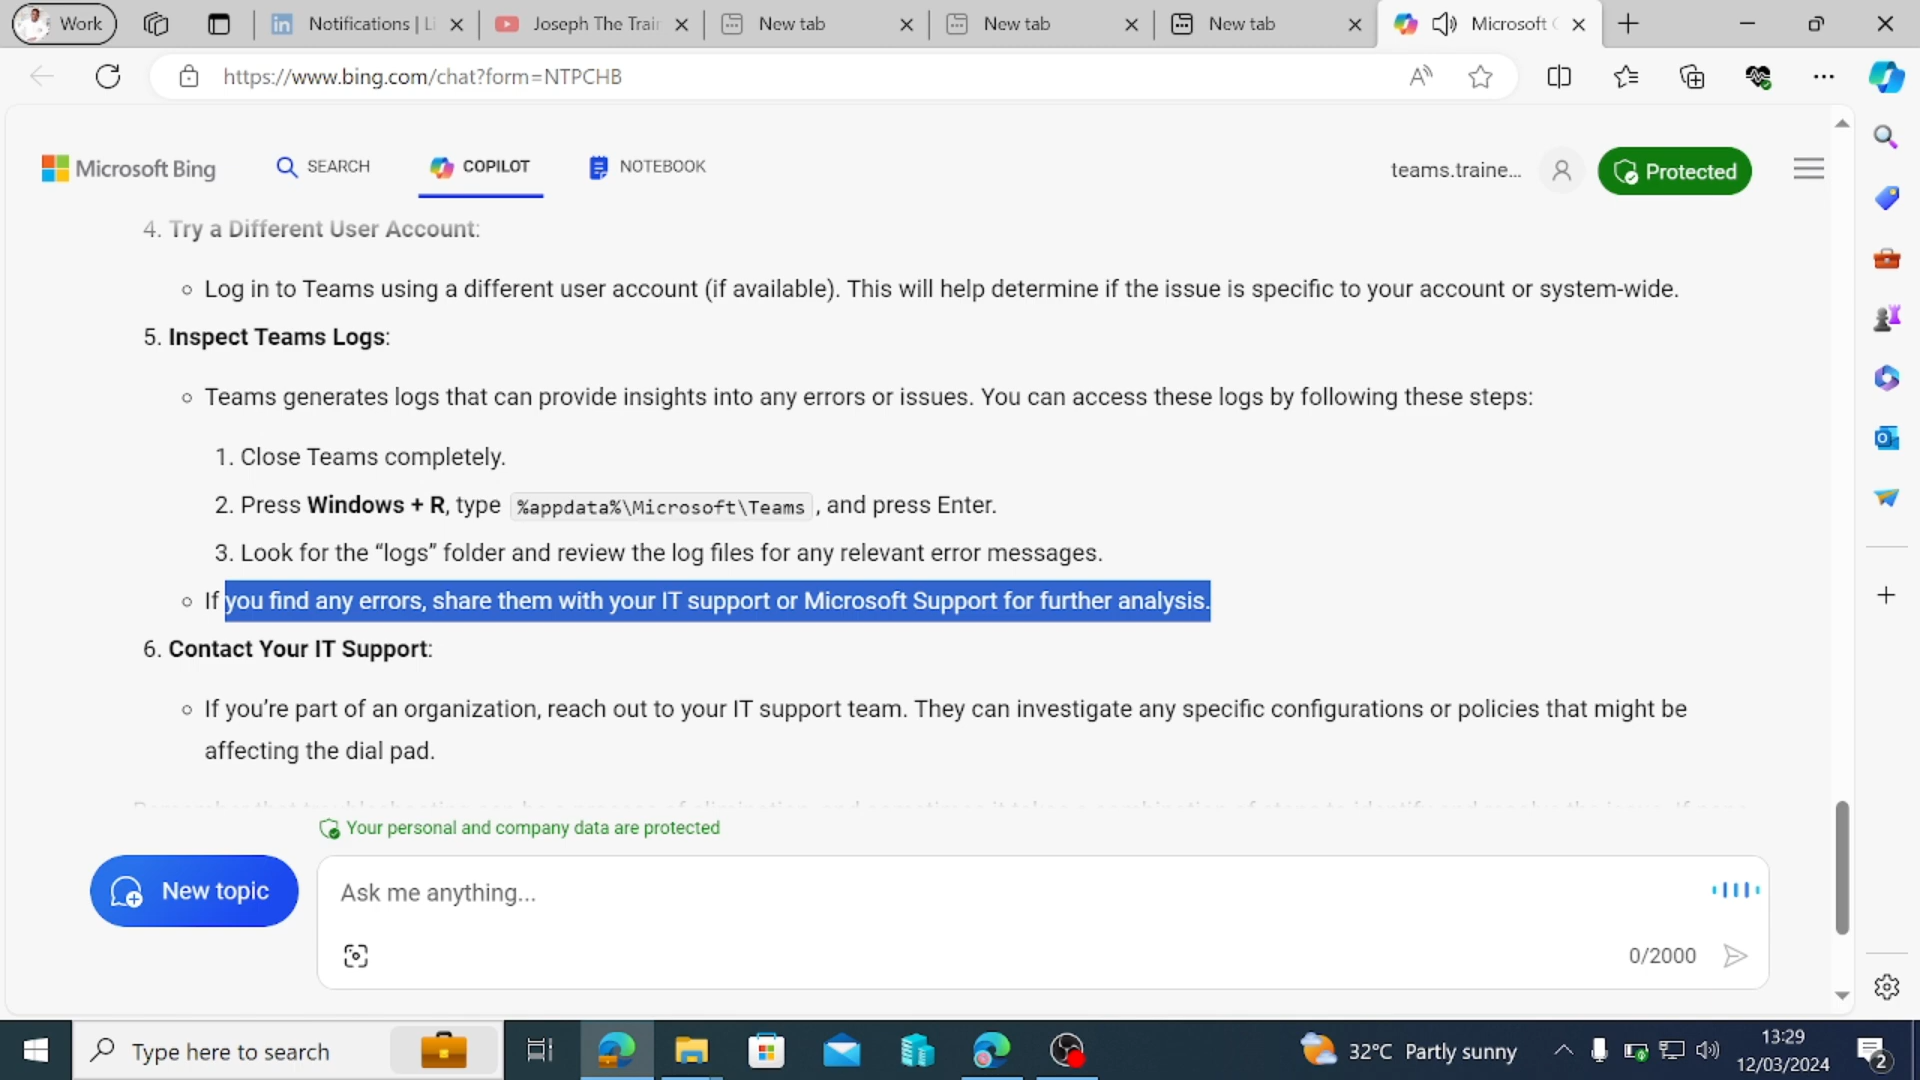 Work
Notifications | Li
Joseph The Train
New tab
New tab
New tab
Microsoft C
https://www.bing.com/chat?form=NTPCHB
Microsoft Bing
SEARCH
COPILOT
NOTEBOOK
teams.traine...
Protected
4. Try a Different User Account:
Log in to Teams using a different user account (if available). This will help determine if the issue is specific to your account or system-wide.
5. Inspect Teams Logs:
Teams generates logs that can provide insights into any errors or issues. You can access these logs by following these steps:
1. Close Teams completely.
2. Press Windows + R, type %appdata%\Microsoft\Teams, and press Enter.
3. Look for the “logs” folder and review the log files for any relevant error messages.
If you find any errors, share them with your IT support or Microsoft Support for further analysis.
6. Contact Your IT Support:
If you’re part of an organization, reach out to your IT support team. They can investigate any specific configurations or policies that might be
affecting the dial pad.
Your personal and company data are protected
New topic
Ask me anything...
0/2000
Type here to search
32°C Partly sunny
13:29
12/03/2024
2